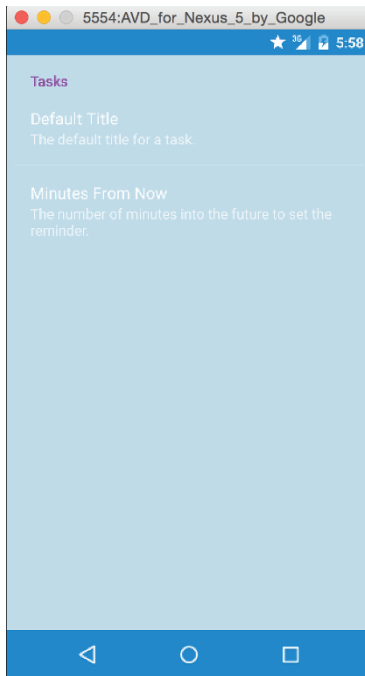 5554:AVD_for_Nexus_5_by_Google
3G 5:58
Tasks
Default Title
The default title for a task.
Minutes From Now
The number of minutes into the future to set the
reminder.